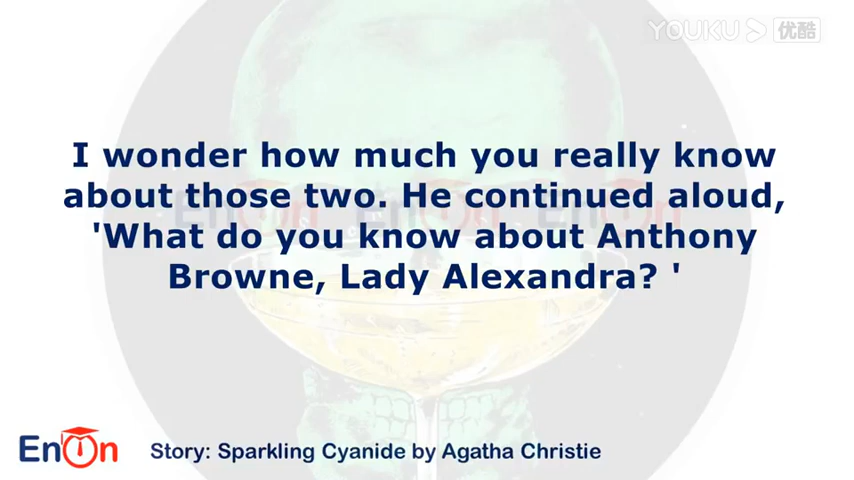 YOUKU 优酷
I wonder how much you really know
about those two. He continued aloud,
'What do you know about Anthony
Browne, Lady Alexandra? '
EnOn
Story: Sparkling Cyanide by Agatha Christie